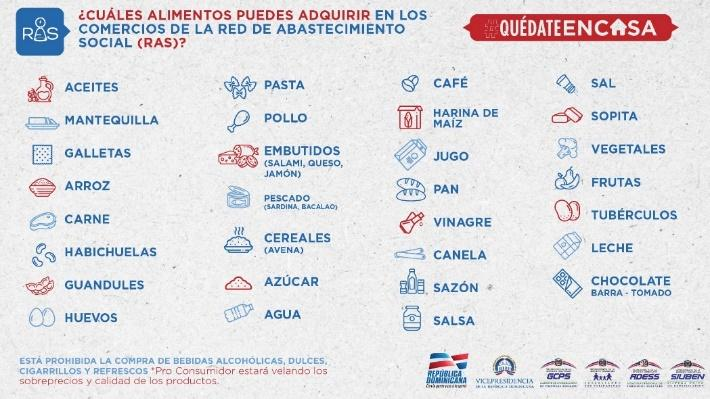 RAS
¿CUÁLES ALIMENTOS PUEDES ADQUIRIR EN LOS
COMERCIOS DE LA RED DE ABASTECIMIENTO
SOCIAL (RAS)?
#QUÉDATEENCASA
ACEITES
MANTEQUILLA
GALLETAS
ARROZ
CARNE
HABICHUELAS
GUANDULES
HUEVOS
PASTA
POLLO
EMBUTIDOS
(SALAMI, QUESO,
JAMÓN)
PESCADO
(SARDINA, BACALAO)
CEREALES
(AVENA)
AZÚCAR
AGUA
CAFÉ
HARINA DE
MAÍZ
JUGO
PAN
VINAGRE
CANELA
SAZÓN
SALSA
SAL
SOPITA
VEGETALES
FRUTAS
TUBÉRCULOS
LECHE
CHOCOLATE
BARRA - TOMADO
ESTÁ PROHIBIDA LA COMPRA DE BEBIDAS ALCOHÓLICAS, DULCES,
CIGARRILLOS Y REFRESCOS *Pro Consumidor estará velando los
sobreprecios y calidad de los productos.
REPÚBLICA
DOMINICANA
VICEPRESIDENCIA
DE LA REPÚBLICA DOMINICANA
GCPS
ADESS
SIUBEN